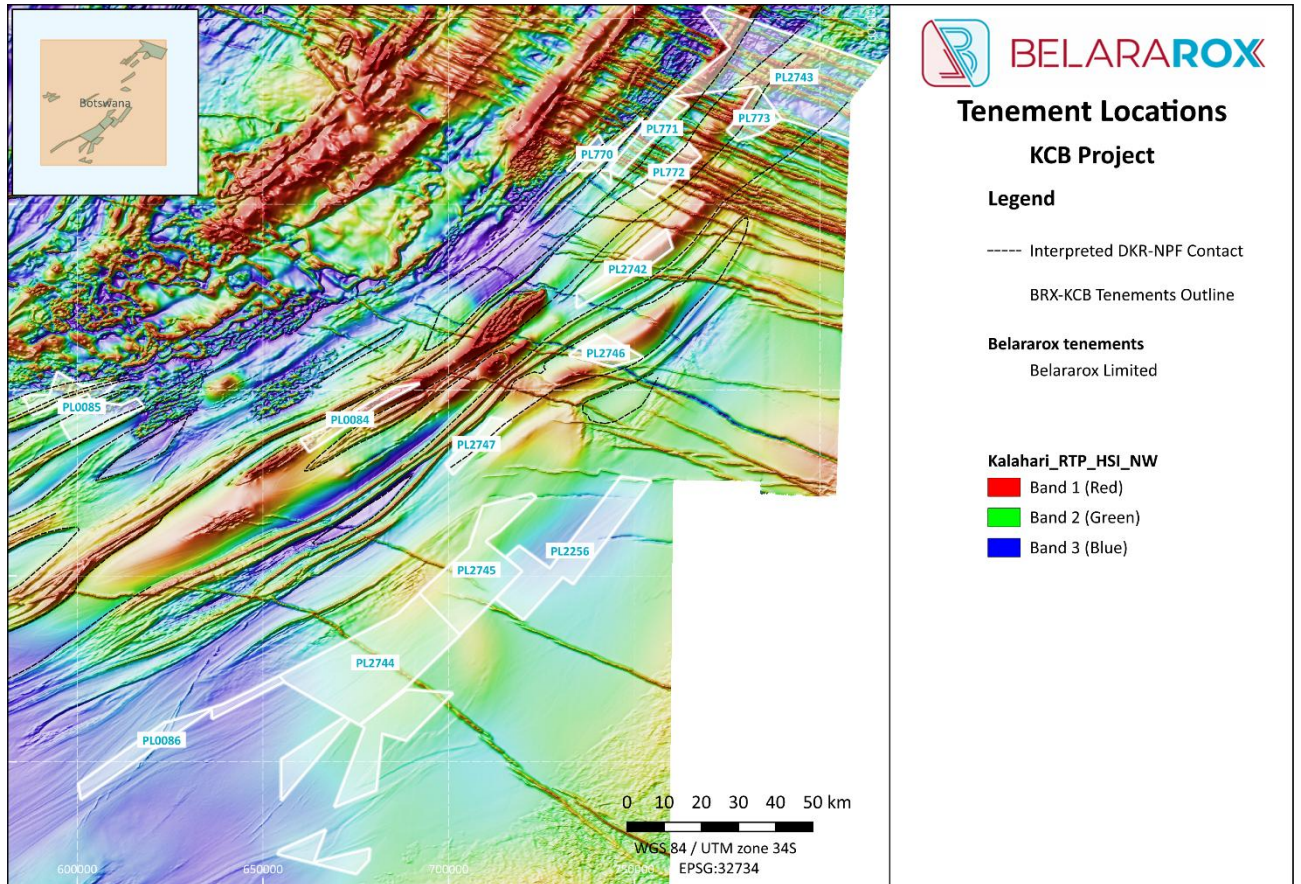 Botswana
PL2743
PL773
PL771
PL770
PL772
PL2742
PL2746
PL0085
PL0084
PL2747
PL2256
PL2745
PL2744
PL0086
600000
650000
700000
750000
0 10 20 30 40 50 km
WGS 84 / UTM zone 34S
EPSG:32734
BELARAROX
Tenement Locations
KCB Project
Legend
Interpreted DKR-NPF Contact
BRX-KCB Tenements Outline
Belararox tenements
Belararox Limited
Kalahari_RTP_HSI_NW
Band 1 (Red)
Band 2 (Green)
Band 3 (Blue)